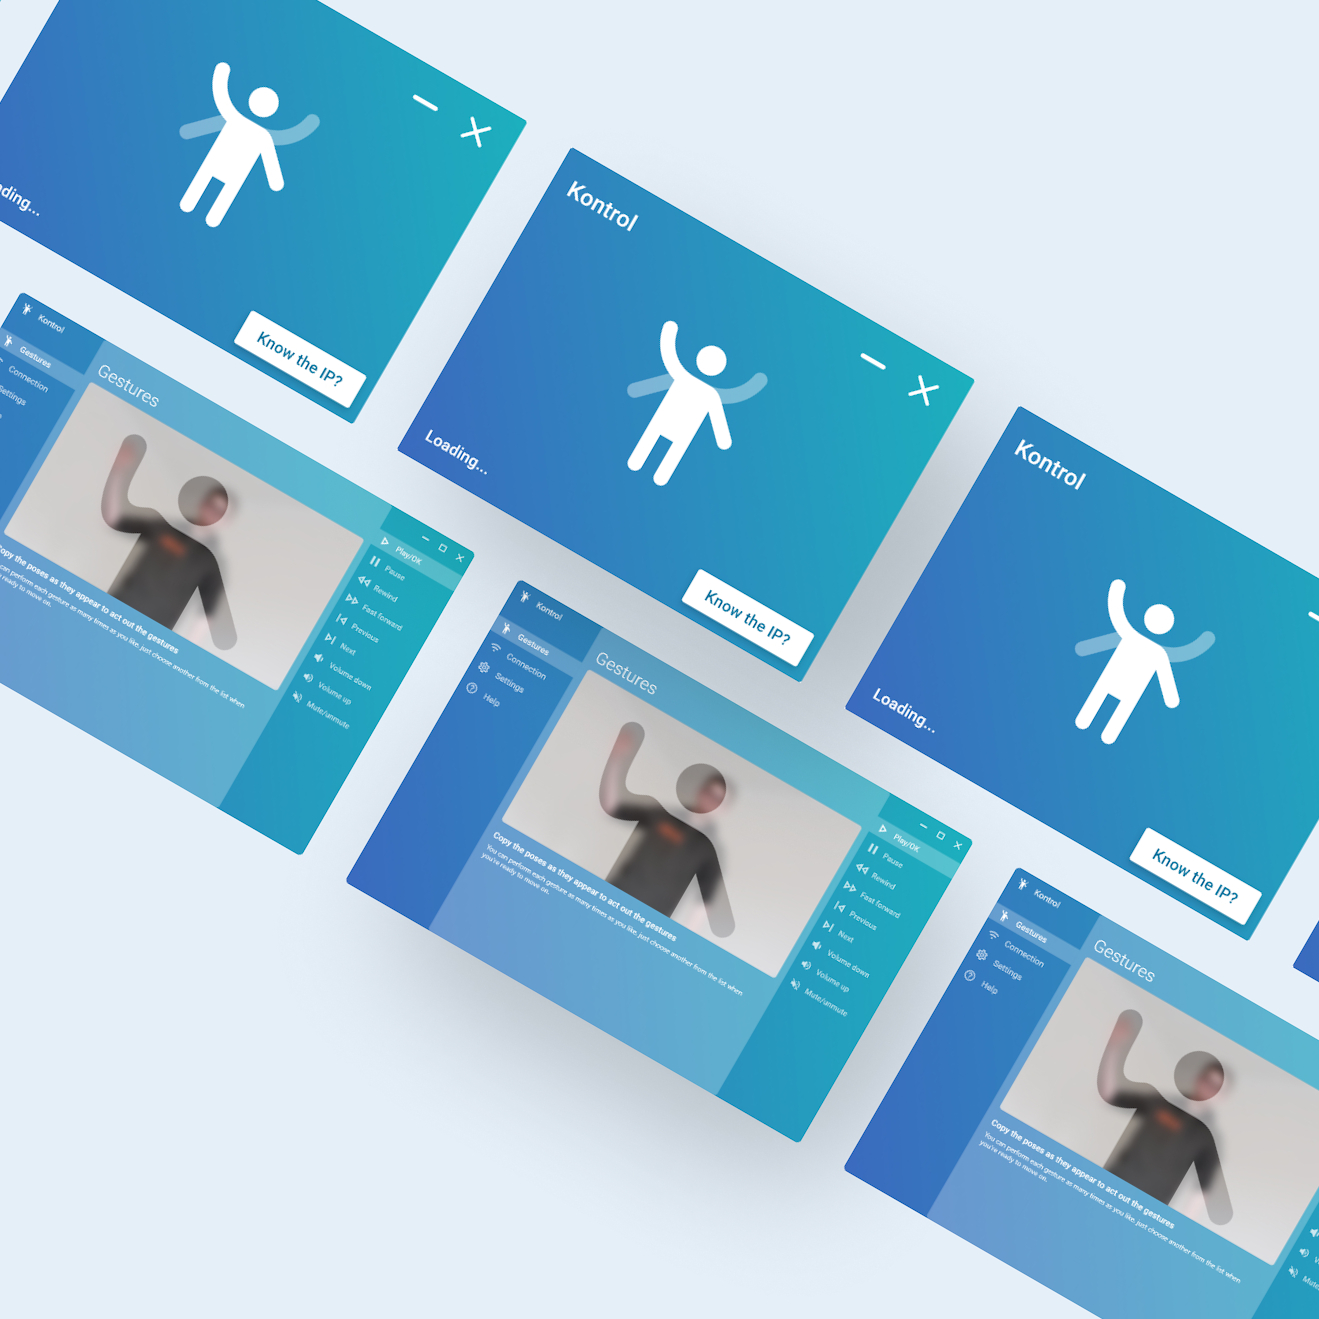 ding...
Know the IP?
Kontrol
Loading...
Know the IP?
Kontrol
Loading...
Know the IP?
Kontrol
Gestures
Connection
Settings
Gestures
Copy the poses as they appear to act out the gestures
can perform each gesture as many times as you like, just choose another from the list when
ready to move on.
Play/OK
Pause
Rewind
Fast forward
Previous
Next
Volume down
Volume up
Mute/unmute
Kontrol
Gestures
Connection
Settings
Help
Gestures
Copy the poses as they appear to act out the gestures
You can perform each gesture as many times as you like, just choose another from the list when
you're ready to move on.
Play/OK
Pause
Rewind
Fast forward
Previous
Next
Volume down
Volume up
Mute/unmute
Kontrol
Gestures
Connection
Settings
Help
Gestures
Copy the poses as they appear to act out the gestures
You can perform each gesture as many times as you like, just choose another from the list when
you're ready to move on.
V
Mute